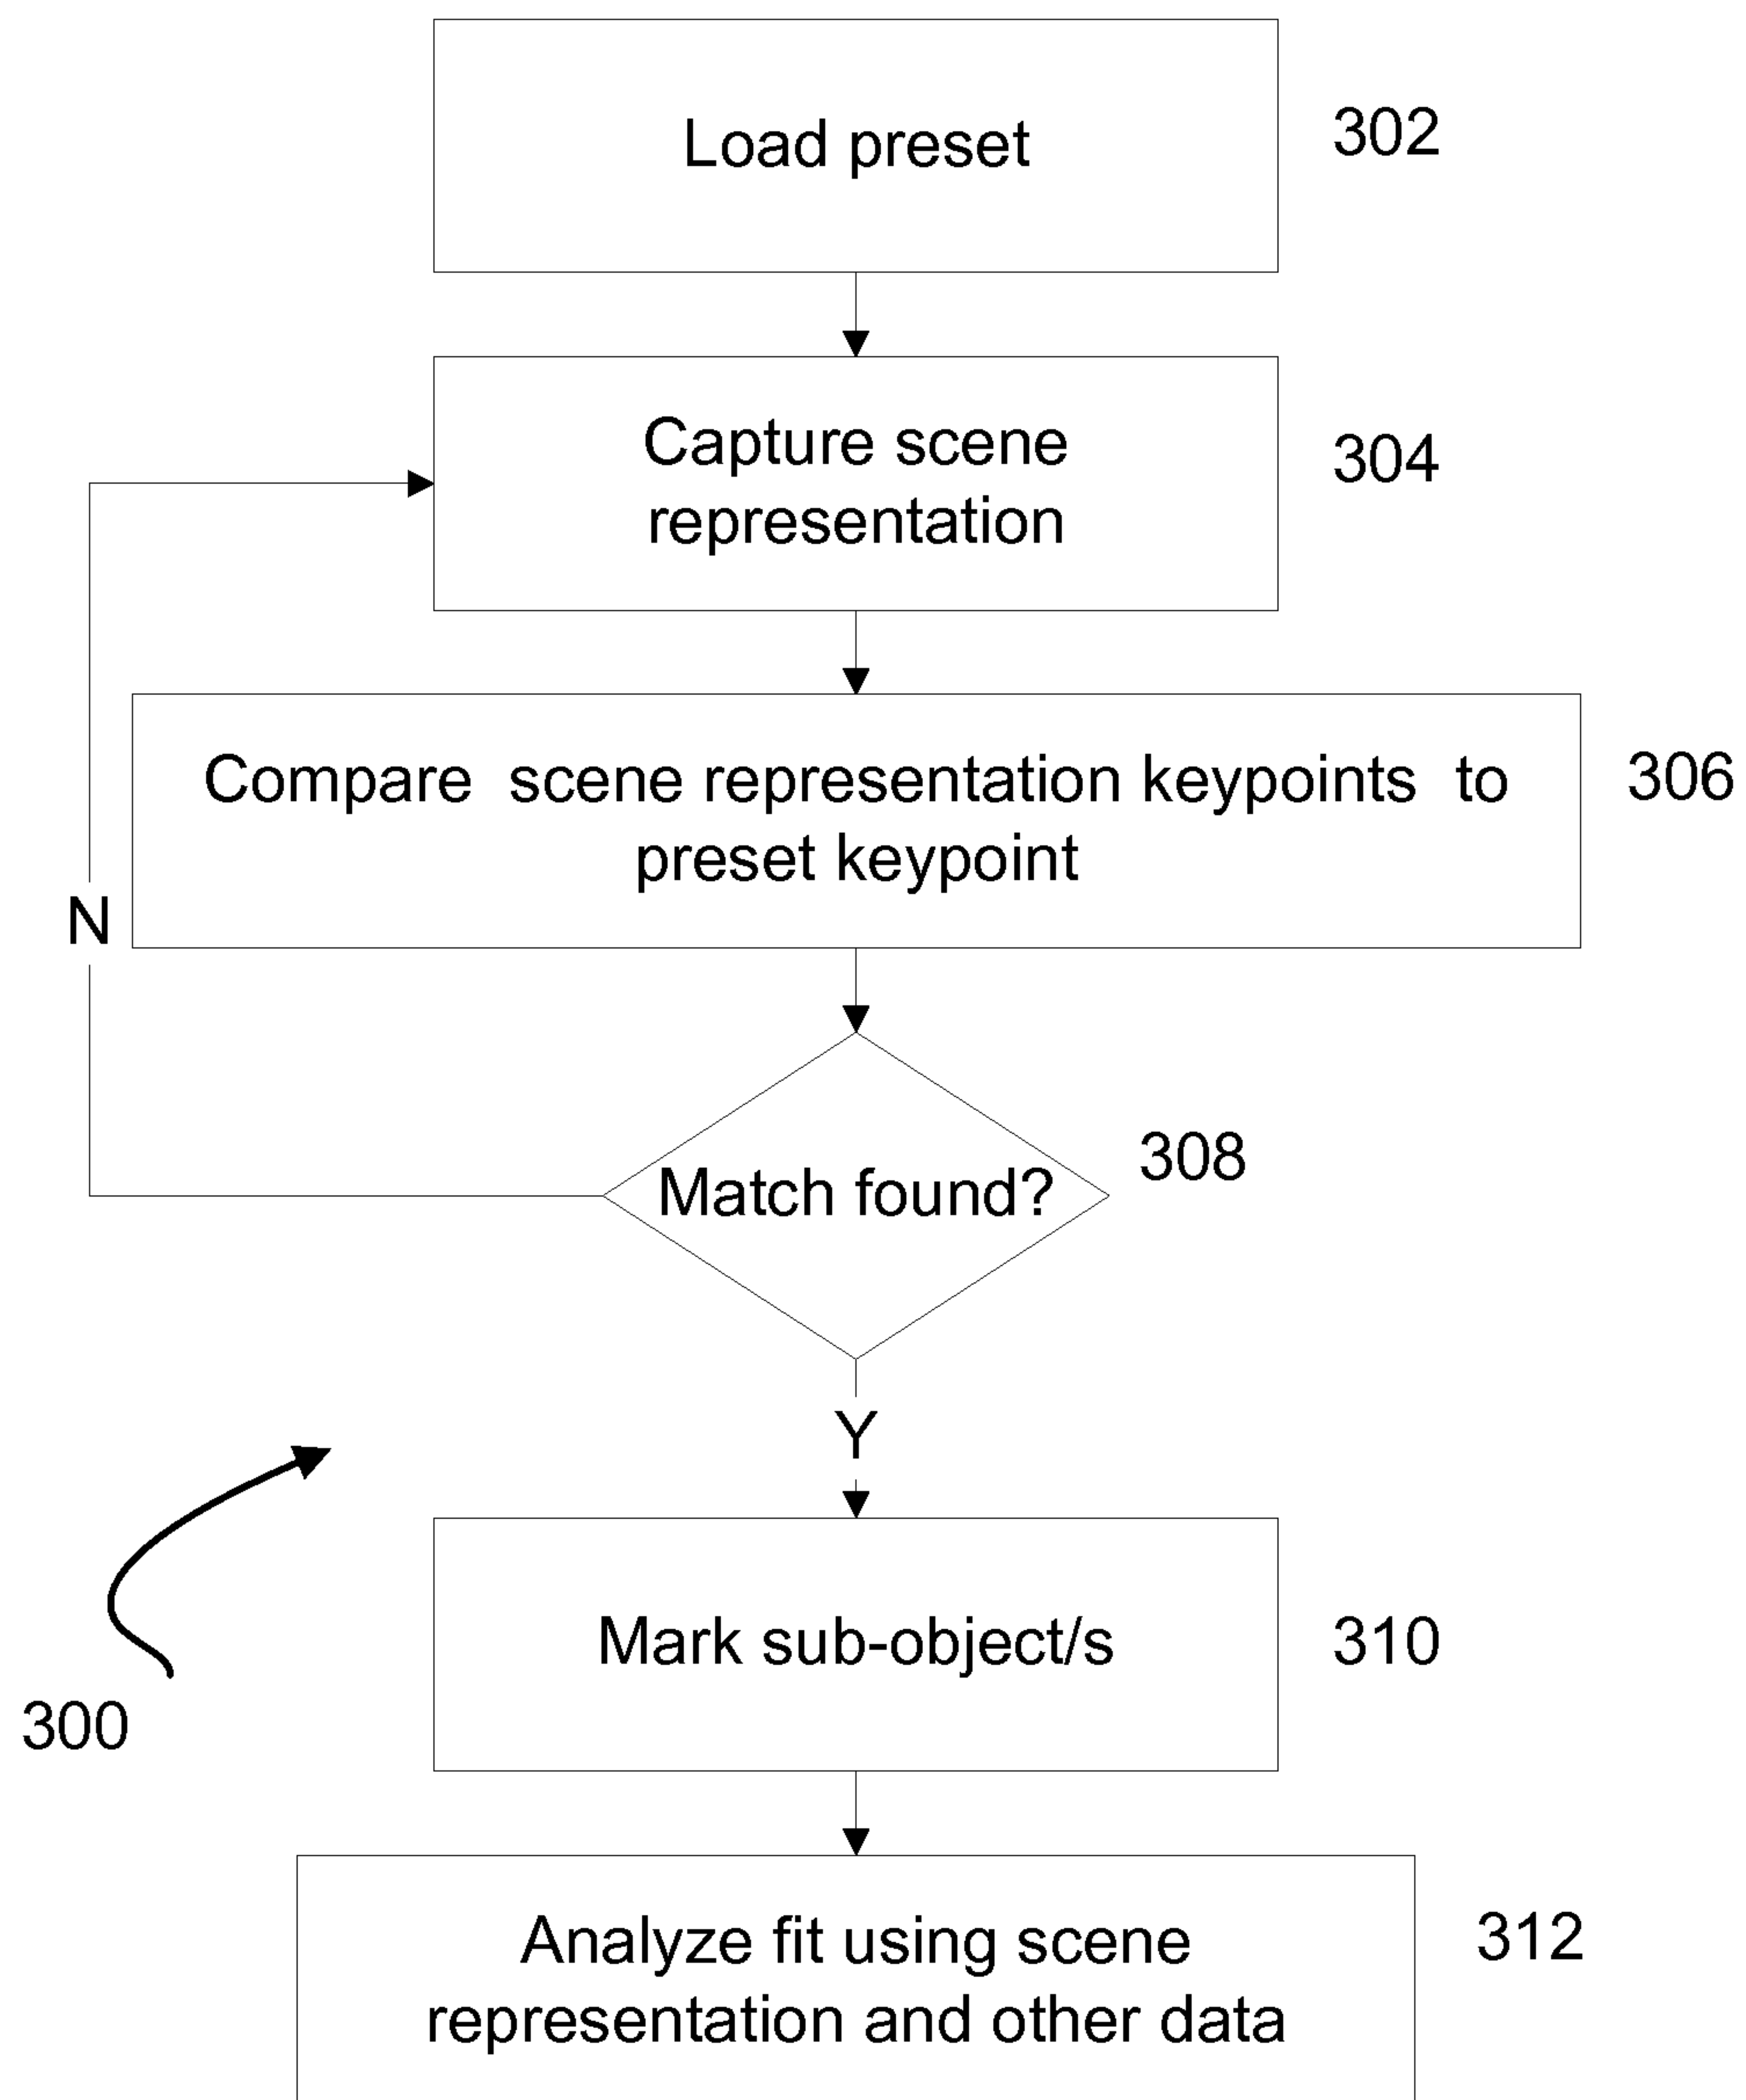 Load preset
302
Capture scene
representation
304
Compare scene representation keypoints to
preset keypoint
306
N
Match found?
308
Y
Mark sub-object/s
310
300
Analyze fit using scene
representation and other data
312